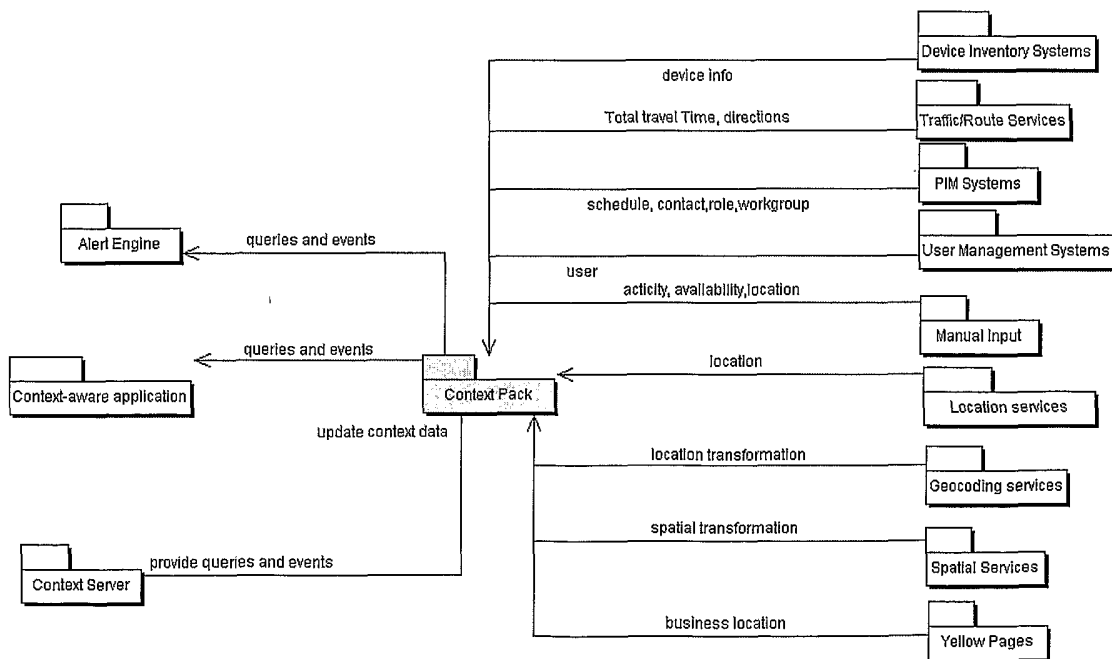 Device Inventory Systems
device info
Total travel Time, directions
Traffic/Route Services
PIM Systems
schedule, contact,role,workgroup
Alert Engine
queries and events
User Management Systems
user
acticity, availability,location
Manual Input
queries and events
Context-aware application
Context Pack
location
Location services
update context data
location transformation
Geocoding services
spatial transformation
Spatial Services
Context Server
provide queries and events
business location
Yellow Pages